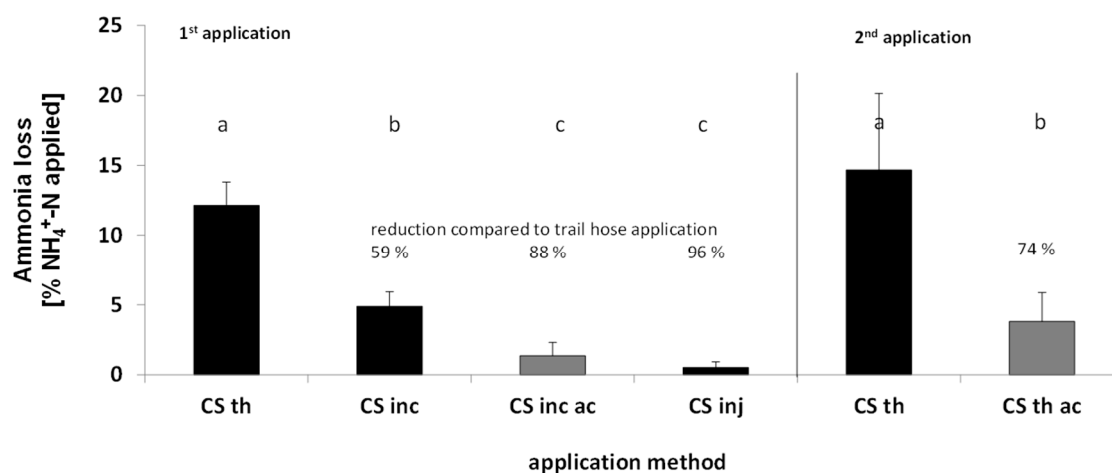 25
20
15
10
5
0
Ammonia loss
[% NH₄⁺-N applied]
1ˢᵗ application
2ⁿᵈ application
a b c c a b
reduction compared to trail hose application
59 % 88 % 96 % 74 %
CS th CS inc CS inc ac CS inj CS th CS th ac
application method